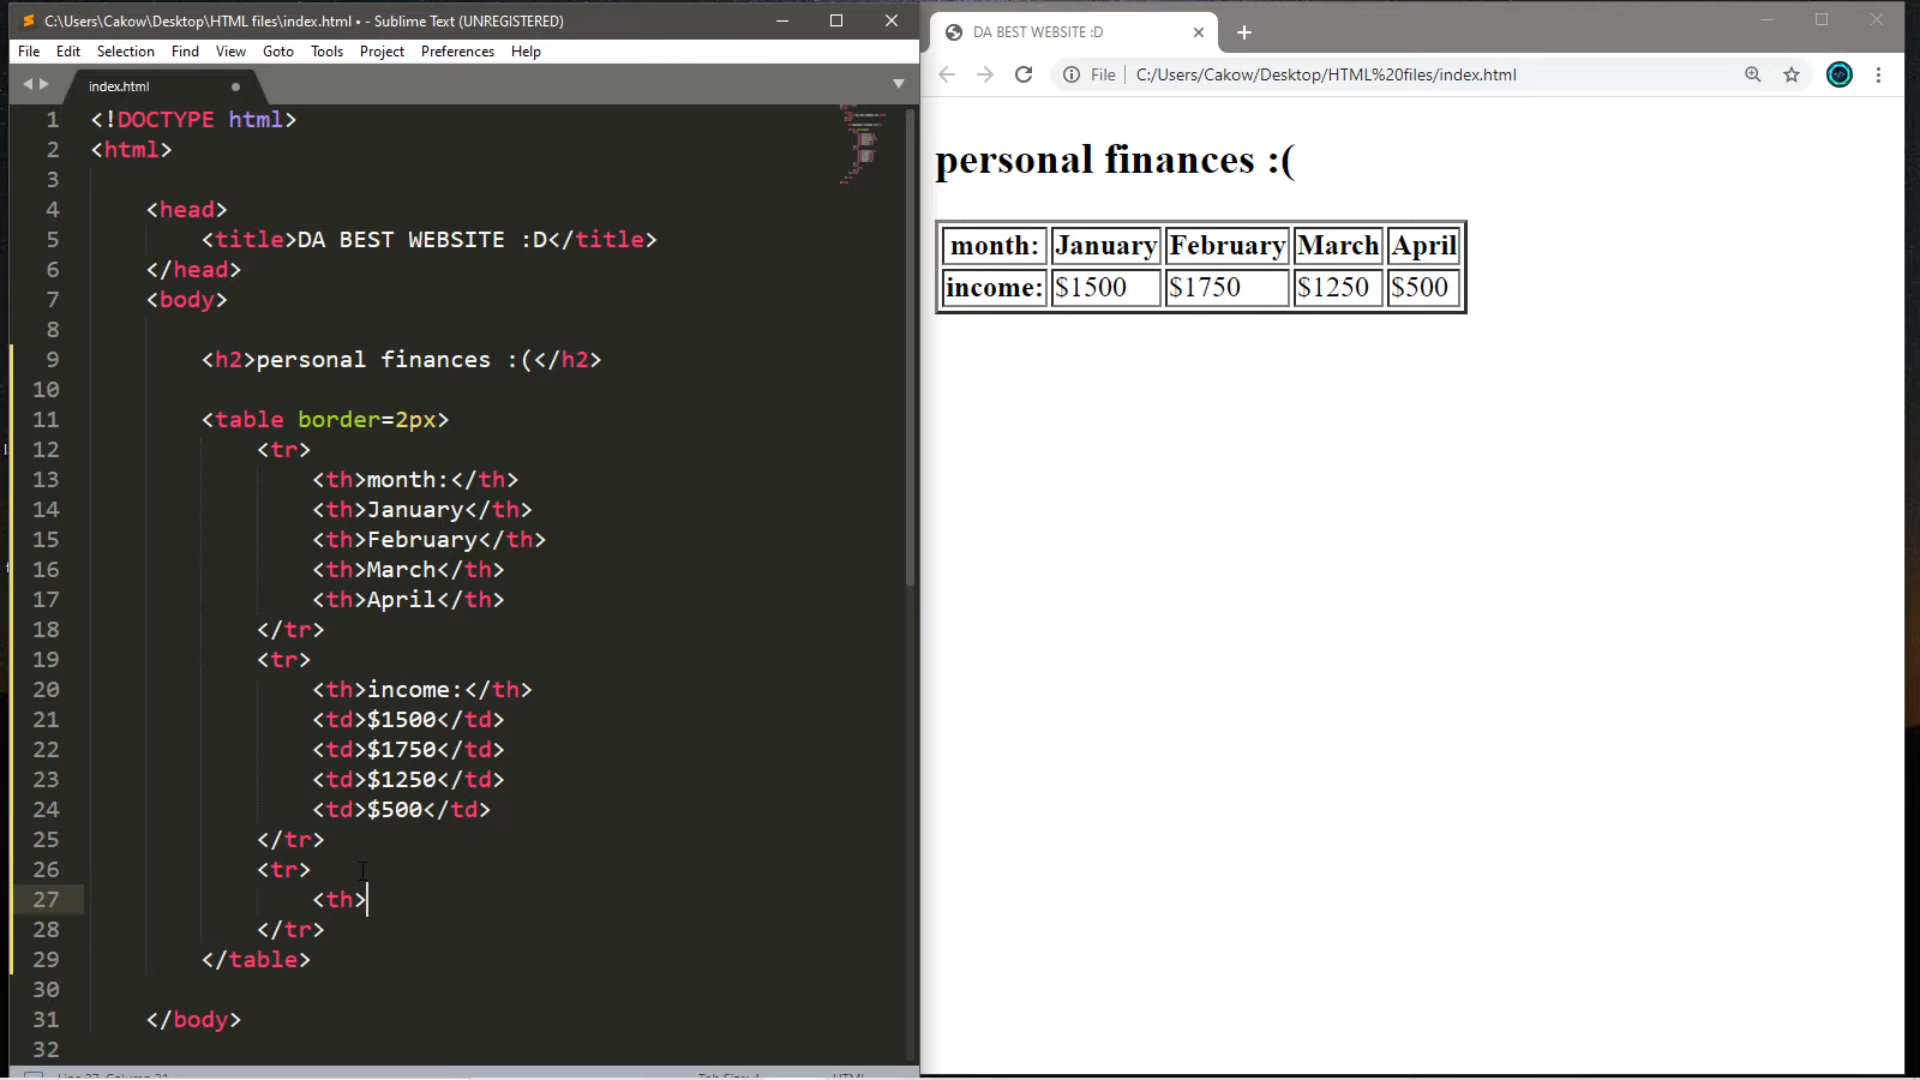 C:\Users\Cakow\Desktop\HTML files\index.html • - Sublime Text (UNREGISTERED)
File Edit Selection Find View Goto Tools Project Preferences Help
index.html
1 <!DOCTYPE html>
2 <html>
3
4 <head>
5 <title>DA BEST WEBSITE :D</title>
6 </head>
7 <body>
8
9 <h2>personal finances :(</h2>
10
11 <table border=2px>
12 <tr>
13 <th>month:</th>
14 <th>January</th>
15 <th>February</th>
16 <th>March</th>
17 <th>April</th>
18 </tr>
19 <tr>
20 <th>income:</th>
21 <td>$1500</td>
22 <td>$1750</td>
23 <td>$1250</td>
24 <td>$500</td>
25 </tr>
26 <tr>
27 <th>
28 </tr>
29 </table>
30
31 </body>
32
DA BEST WEBSITE :D
File C:/Users/Cakow/Desktop/HTML%20files/index.html
personal finances :(
month: January February March April
income: $1500 $1750 $1250 $500